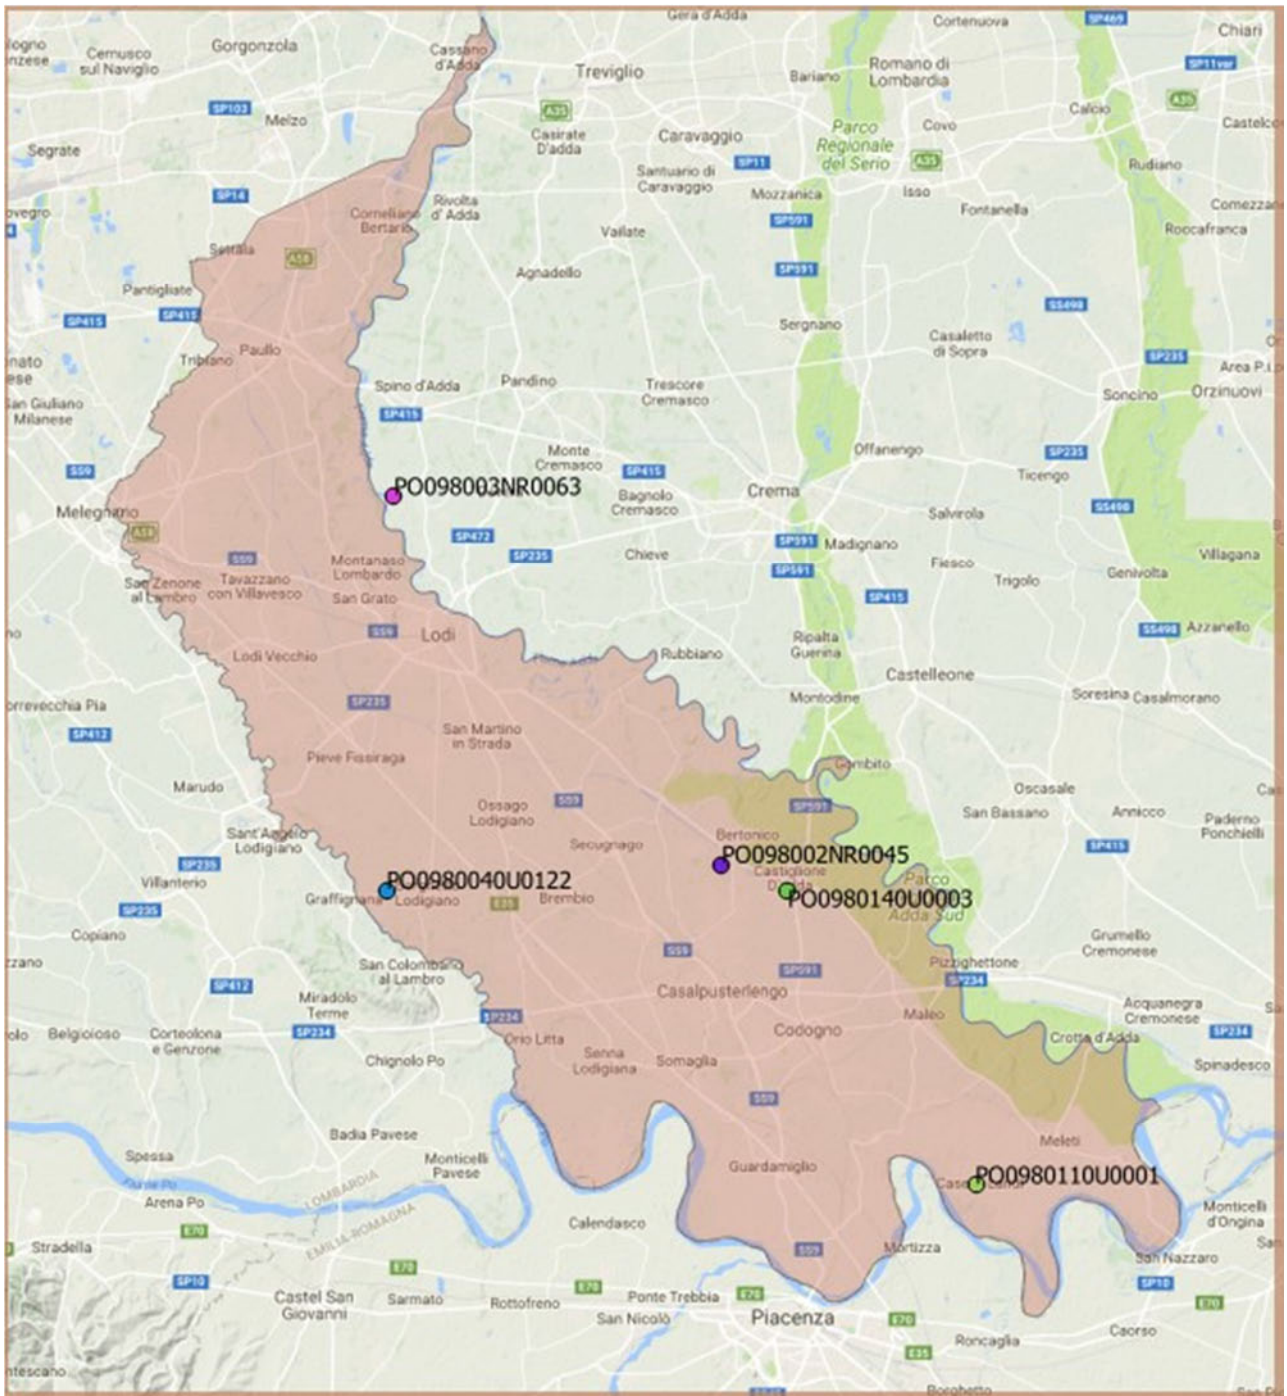 Gera d'Adda
Cortenuova
SP469
Chiari
Gorgonzola
Cernusco
sul Naviglio
Cassano
d'Adda
Treviglio
Bariano
Romano di
Lombardia
SP11var
SP103
Melzo
A35
Casirate
D'adda
Caravaggio
Parco
Regionale
del Serio
Covo
A35
Calcio
A35
Segrate
SP11
Santuario di
Caravaggio
Rudiano
SP14
Mozzanica
Isso
Corneliano
Bertario
Rivolta
d' Adda
SP591
Fontanella
Roccafranca
Vailate
Settala
A58
Agnadello
SP591
Pantigliate
SP415
SP415
SS498
Sergnano
Casaletto
di Sopra
Tribiano
Paullo
SP235
Spino d'Adda
Pandino
Trescore
Cremasco
Soncino
Orzinuovi
San Giuliano
Milanese
SP415
SS9
Monte
Cremasco
SP415
Offanengo
SP235
Ticengo
PO098003NR0063
Bagnolo
Cremasco
Crema
SS498
Salvirola
Melegnano
A58
SP472
SP235
Chieve
SP591
Madignano
SP591
Fiesco
Villagana
SS9
Montanaso
Lombardo
Tavazzano
con Villavesco
San Zenone
al Lambro
San Grato
Trigolo
Genivolta
SP415
SS9
Lodi
Ripalta
Guerina
SS498
Azzanello
Lodi Vecchio
Rubbiano
Castelleone
SP235
Montodine
Soresina
Casalmorano
SP412
San Martino
in Strada
Pieve Fissiraga
Gombito
Marudo
SS9
Ossago
Lodigiano
SP591
Oscasale
San Bassano
Annicco
Paderno
Ponchielli
Sant'Angelo
Lodigiano
Secugnago
Bertonico
SP415
SP235
PO098002NR0045
Villanterio
PO0980040U0122
Castiglione
Parco
Adda Sud
Graffignana
Lodigiano
E35
Brembio
PO0980140U0003
SP235
Copiano
SS9
Grumello
Cremonese
San Colombano
al Lambro
SP591
Pizzighettone
SP234
SP412
Miradolo
Terme
Casalpusterlengo
Acquanegra
Cremonese
Belgioioso
Corteolona
e Genzone
SP234
SP234
Orio Litta
Codogno
Maleo
Crotta d'Adda
SP234
Chignolo Po
Senna
Lodigiana
Somaglia
Spinadesco
SS9
Badia Pavese
Meleti
Spessa
Monticelli
Pavese
Guardamiglio
PO0980110U0001
Fiume Po
Arena Po
LOMBARDIA
EMILIA-ROMAGNA
Monticelli
d'Ongina
E70
Calendasco
Stradella
SS9
Mortizza
San Nazzaro
SP10
E70
E70
SP10
E70
Castel San
Giovanni
Sarmato
Rottofreno
Ponte Trebbia
E70
San Nicolò
Piacenza
E70
Roncaglia
Caorso
E35